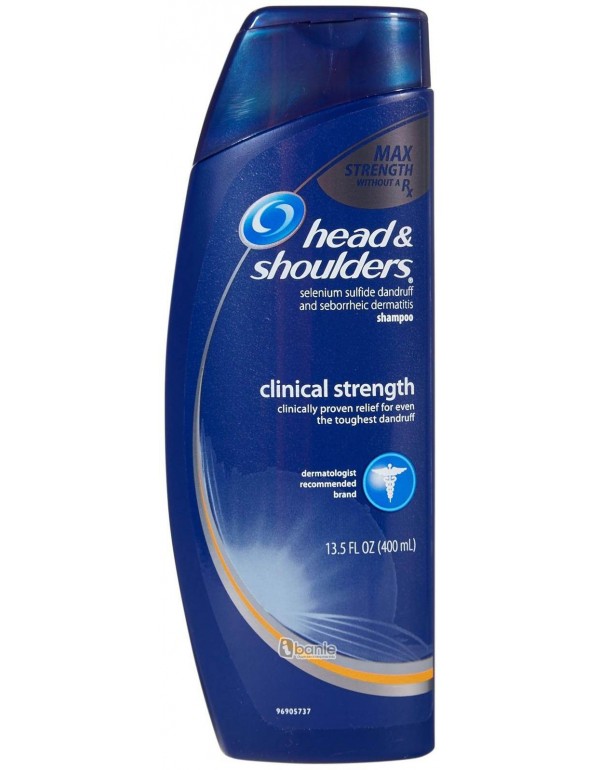 MAX
STRENGTH
WITHOUT A Rx
head &
shoulders®
selenium sulfide dandruff
and seborrheic dermatitis
shampoo
clinical strength
clinically proven relief for even
the toughest dandruff
dermatologist
recommended
brand
13.5 FL OZ (400 mL)
ibanle
96905737